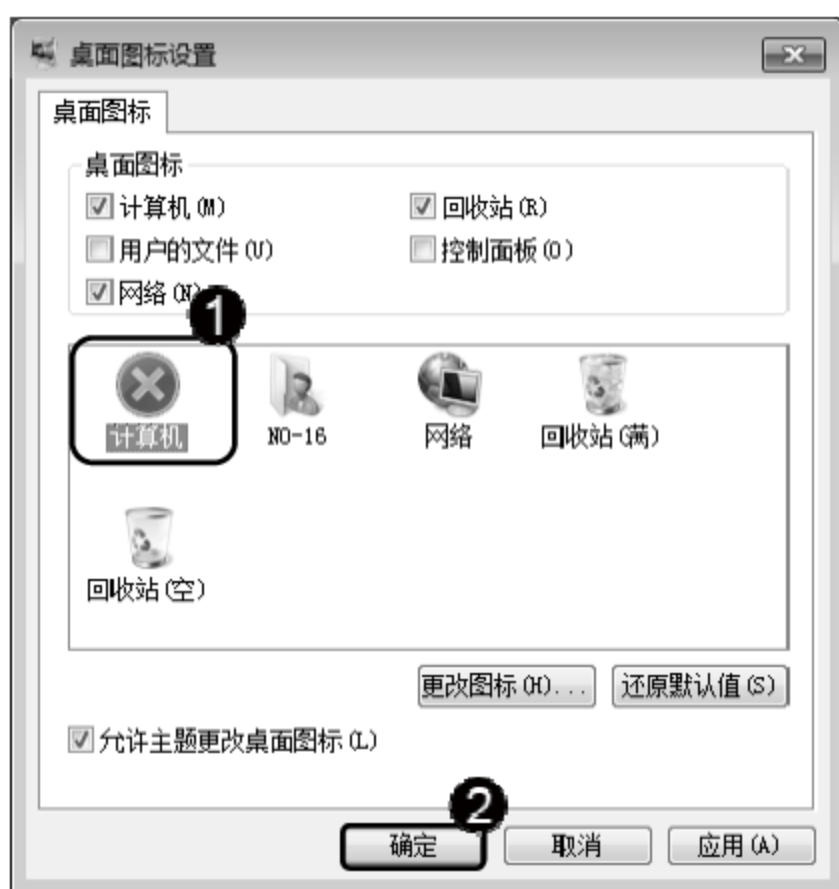 桌面图标设置
桌面图标
桌面图标
计算机(M) 回收站(R)
用户的文件(U) 控制面板(O)
网络(N)
1
计算机 NO-16 网络 回收站(满)
回收站(空)
更改图标(H)... 还原默认值(S)
允许主题更改桌面图标(L)
2
确定 取消 应用(A)